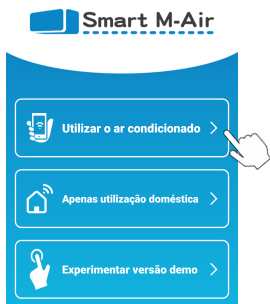 Smart M-Air
Utilizar o ar condicionado
Apenas utilização doméstica
Experimentar versão demo